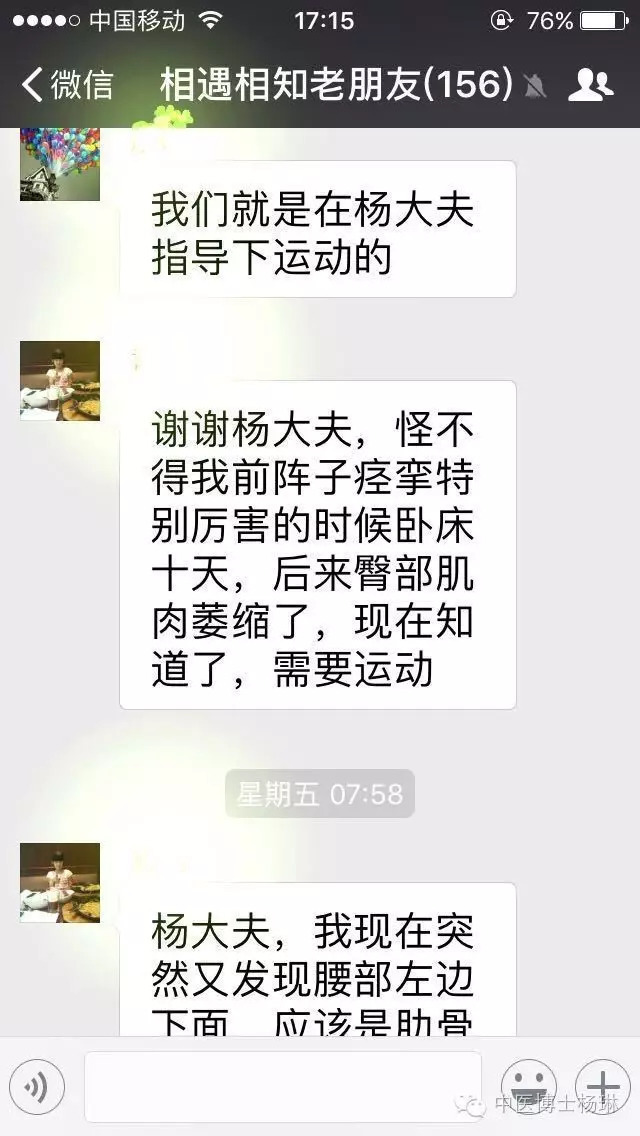 中国移动 17:15 76%
微信 相遇相知老朋友(156)
我们就是在杨大夫
指导下运动的
谢谢杨大夫，怪不
得我前阵子痉挛特
别厉害的时候卧床
十天，后来臀部肌
肉萎缩了，现在知
道了，需要运动
星期五 07:58
杨大夫，我现在突
然又发现腰部左边
下面，应该是肋骨
中医博士杨琳